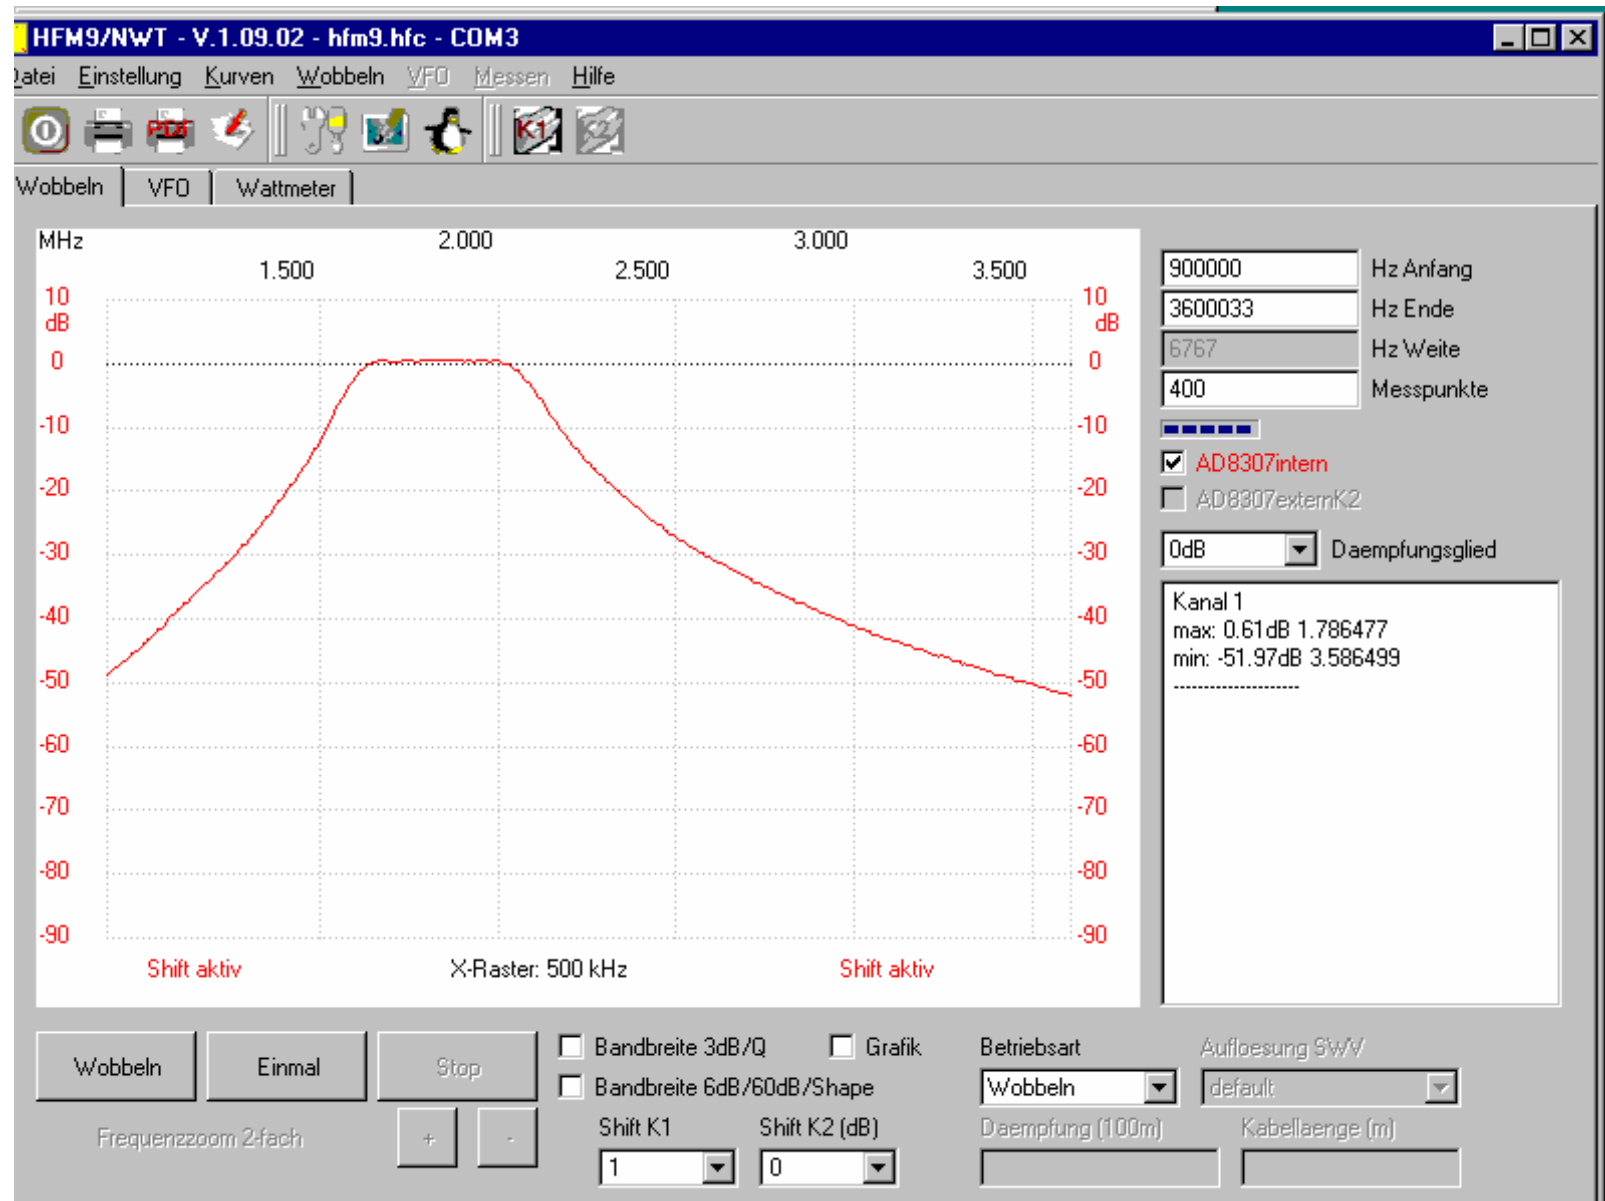 HFM9/NWT - V.1.09.02 - hfm9.hfc - COM3
Datei Einstellung Kurven Wobbeln VFO Messen Hilfe
PDF K1 K2
Wobbeln VFO Wattmeter
MHz 2.000 3.000
1.500 2.500 3.500
10 10
dB dB
0 0
-10 -10
-20 -20
-30 -30
-40 -40
-50 -50
-60 -60
-70 -70
-80 -80
-90 -90
Shift aktiv X-Raster: 500 kHz Shift aktiv
900000 Hz Anfang
3600033 Hz Ende
6767 Hz Weite
400 Messpunkte
AD8307intern
AD8307externK2
0dB Daempfungsglied
Kanal 1
max: 0.61dB 1.786477
min: -51.97dB 3.586499
---------------------
Wobbeln Einmal Stop
Frequenzzoom 2-fach + -
Bandbreite 3dB/Q Grafik
Bandbreite 6dB/60dB/Shape
Shift K1 Shift K2 (dB)
1 0
Betriebsart Aufloesung SWV
Wobbeln default
Daempfung (100m) Kabellaenge (m)